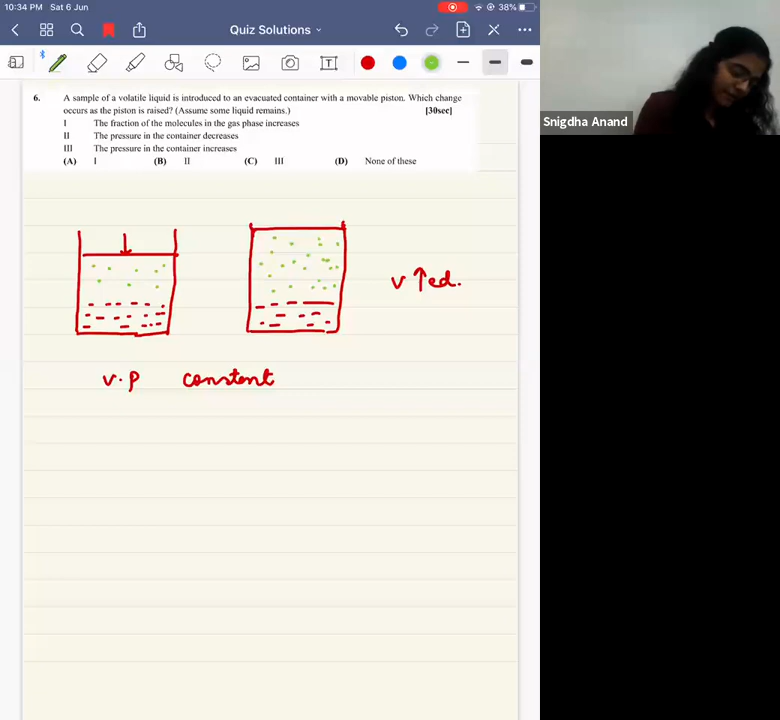 10:34 PM Sat 6 Jun
38%
Quiz Solutions
T
6. A sample of a volatile liquid is introduced to an evacuated container with a movable piston. Which change
occurs as the piston is raised? (Assume some liquid remains.) [30sec]
I The fraction of the molecules in the gas phase increases
II The pressure in the container decreases
III The pressure in the container increases
(A) I (B) II (C) III (D) None of these
Snigdha Anand
V ↑ ed.
V.P constent